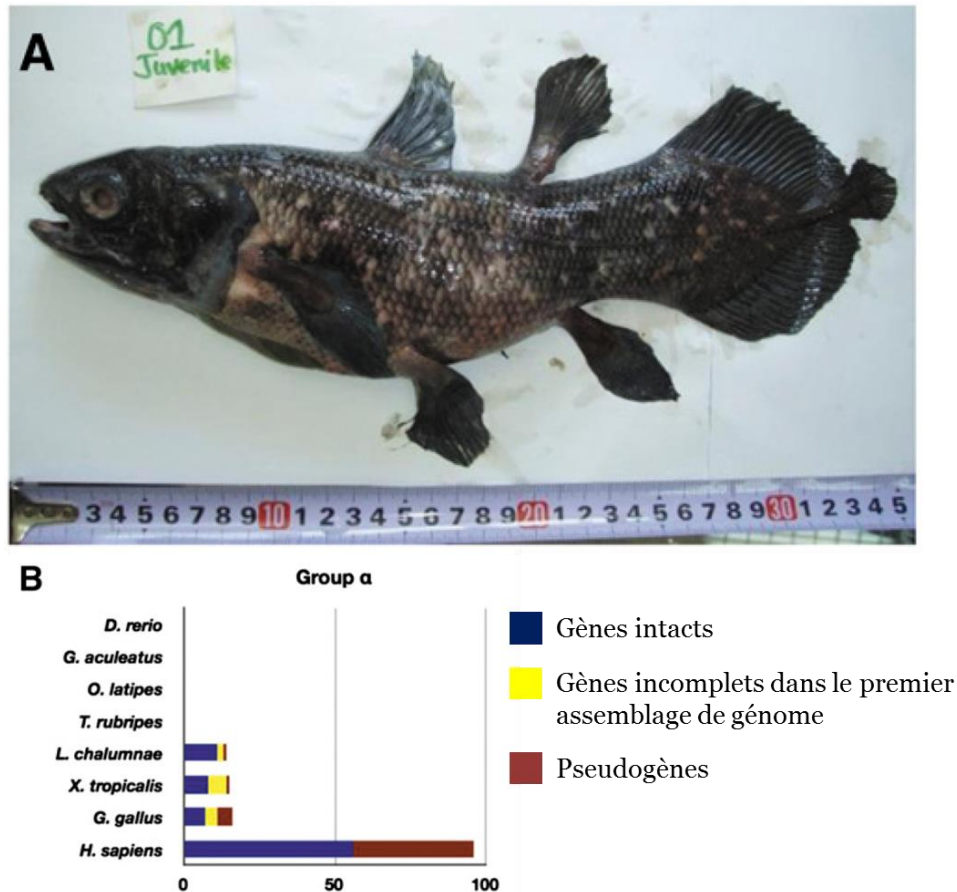 A
01
Juvenile
3 4 5 6 7 8 9 10 1 2 3 4 5 6 7 8 9 20 1 2 3 4 5 6 7 8 9 30 1 2 3 4 5
B
Group α
D. rerio
G. aculeatus
O. latipes
T. rubripes
L. chalumnae
X. tropicalis
G. gallus
H. sapiens
0 50 100
Gènes intacts
Gènes incomplets dans le premier
assemblage de génome
Pseudogènes